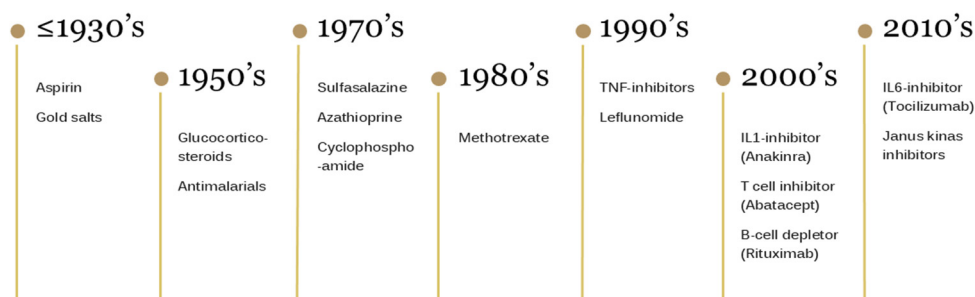 ≤1930’s
Aspirin
Gold salts
1950’s
Glucocortico-
steroids
Antimalarials
1970’s
Sulfasalazine
Azathioprine
Cyclophospho
-amide
1980’s
Methotrexate
1990’s
TNF-inhibitors
Leflunomide
2000’s
IL1-inhibitor
(Anakinra)
T cell inhibitor
(Abatacept)
B-cell depletor
(Rituximab)
2010’s
IL6-inhibitor
(Tocilizumab)
Janus kinas
inhibitors